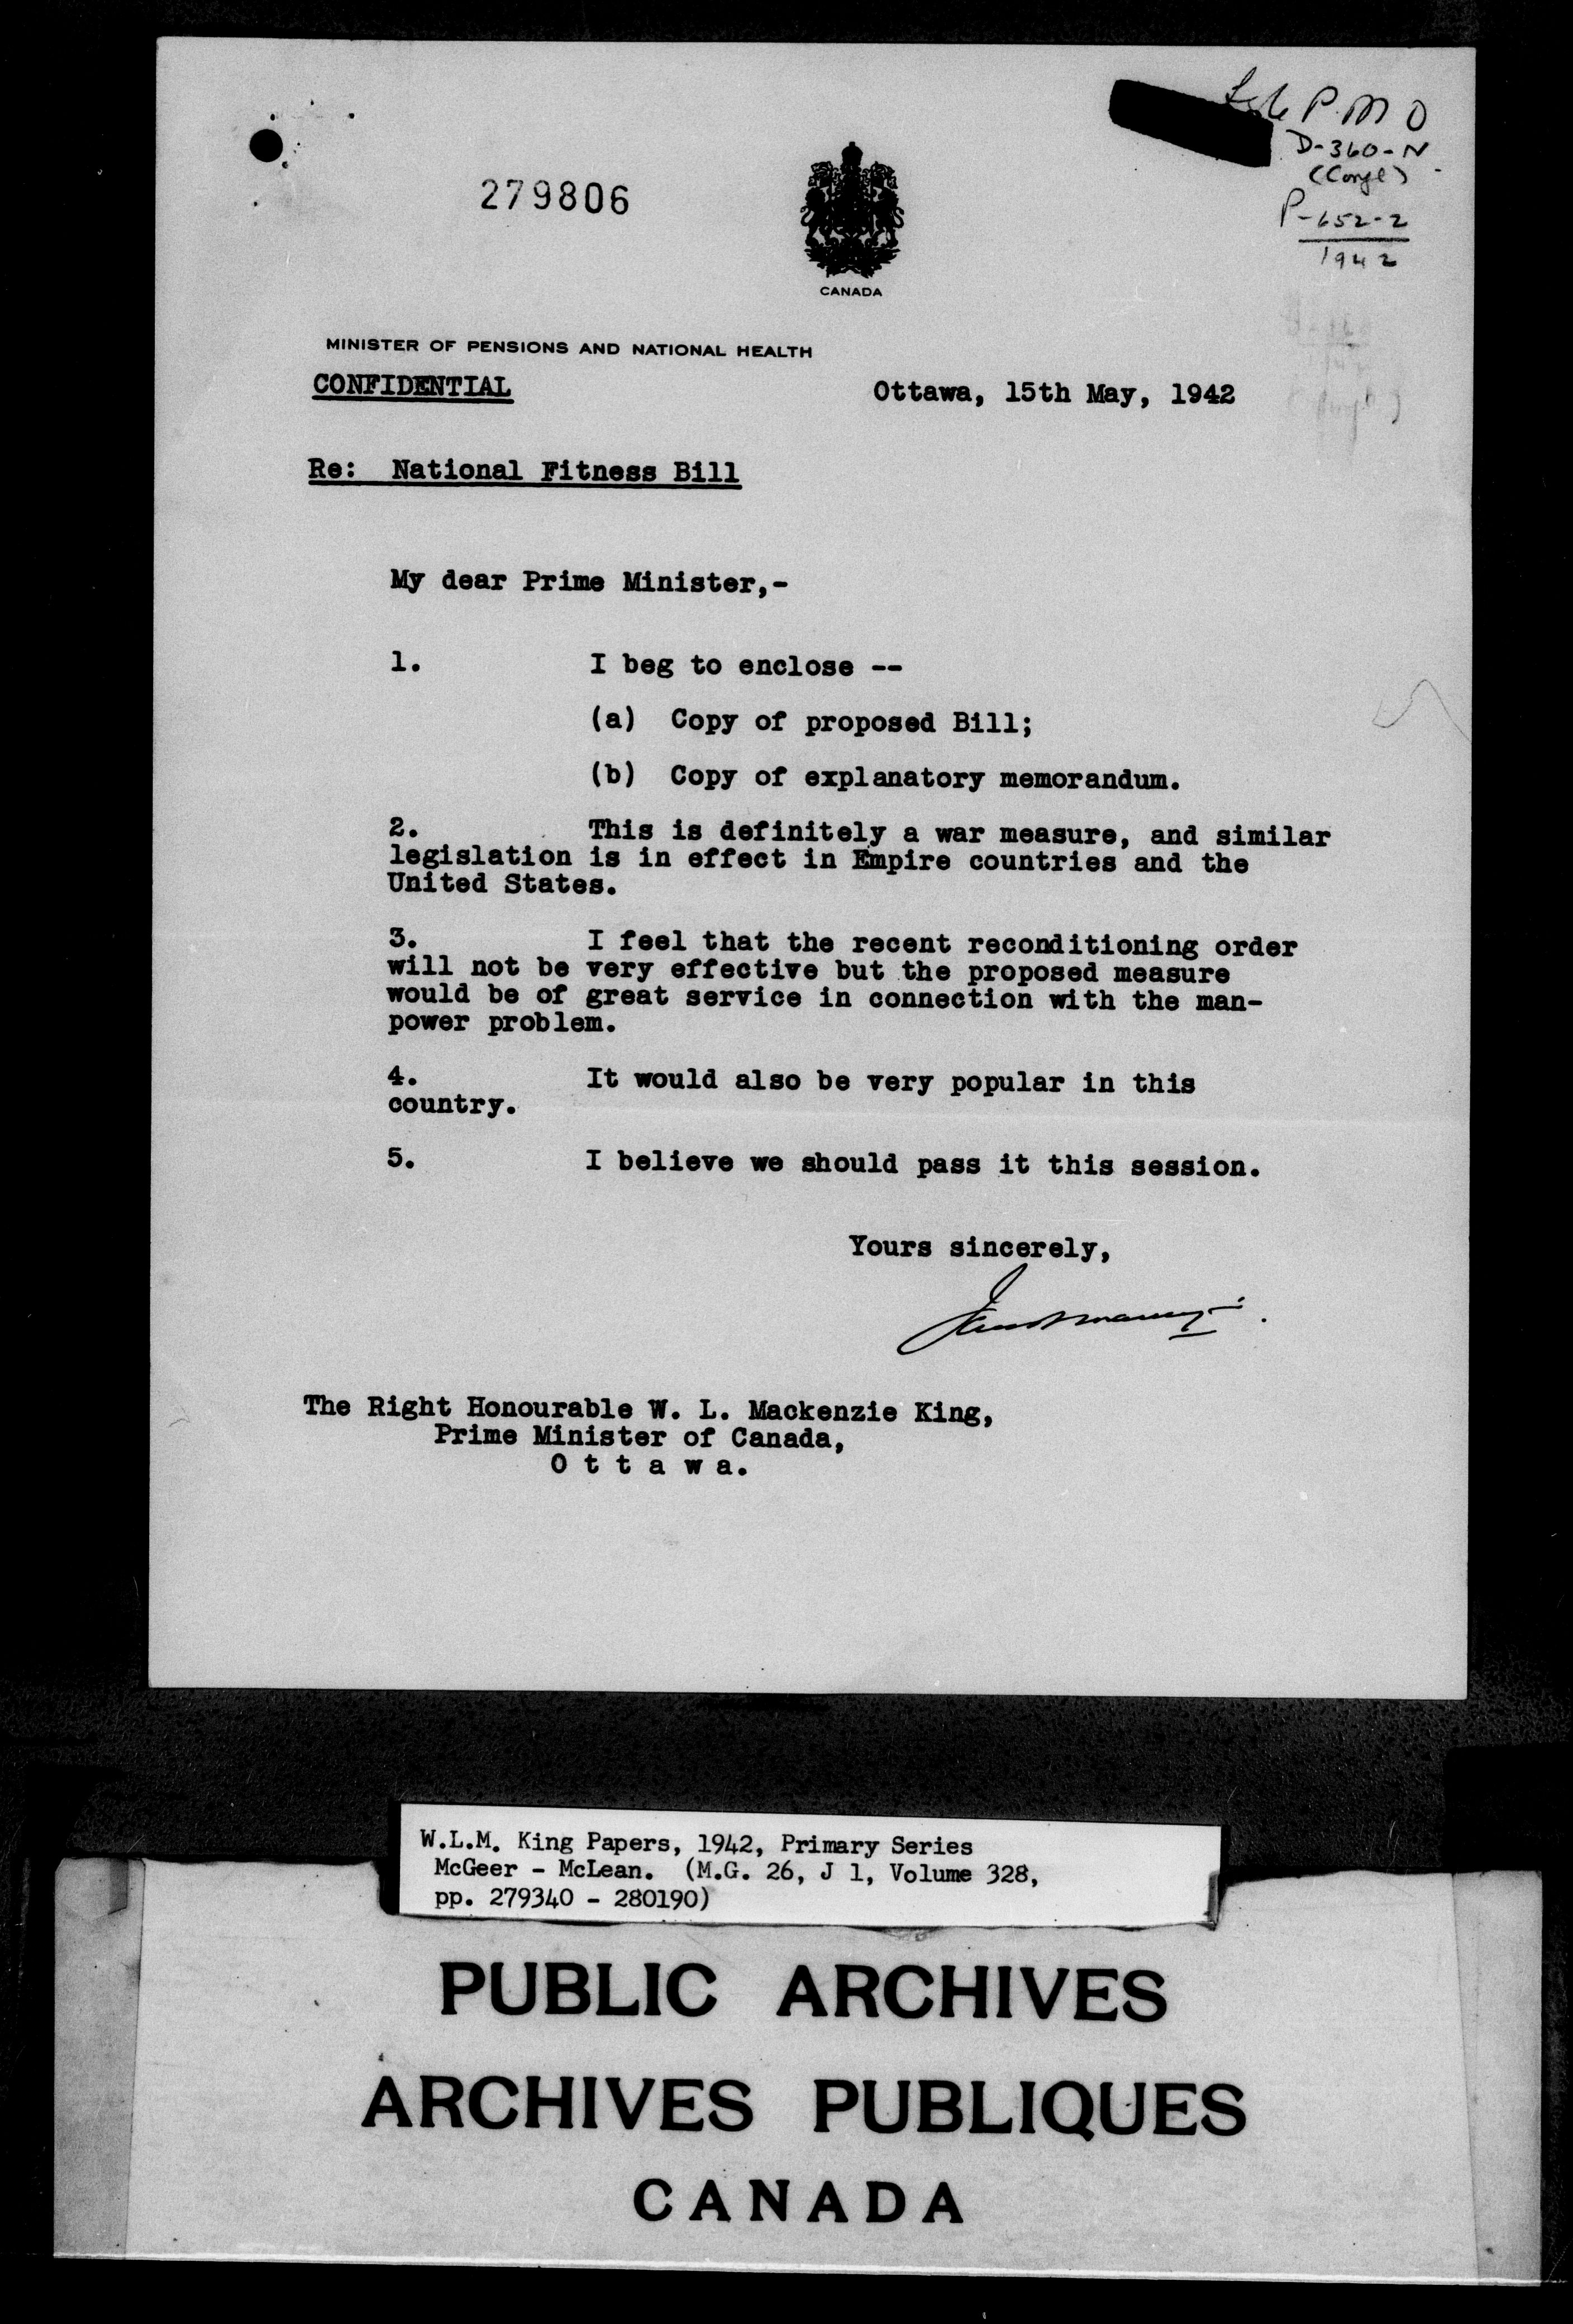 P M O
D-360-N
P-652-2
1942
279806
CANADA
MINISTER OF PENSIONS AND NATIONAL HEALTH
CONFIDENTIAL
Ottawa, 15th May, 1942
Re: National Fitness Bill
My dear Prime Minister,-
1. I beg to enclose --
(a) Copy of proposed Bill;
(b) Copy of explanatory memorandum.
2. This is definitely a war measure, and similar
legislation is in effect in Empire countries and the
United States.
3. I feel that the recent reconditioning order
will not be very effective but the proposed measure
would be of great service in connection with the man-
power problem.
4. It would also be very popular in this
country.
5. I believe we should pass it this session.
Yours sincerely,
The Right Honourable W. L. Mackenzie King,
Prime Minister of Canada,
O t t a w a.
W.L.M. King Papers, 1942, Primary Series
McGeer - McLean. (M.G. 26, J 1, Volume 328,
pp. 279340 - 280190)
PUBLIC ARCHIVES
ARCHIVES PUBLIQUES
CANADA